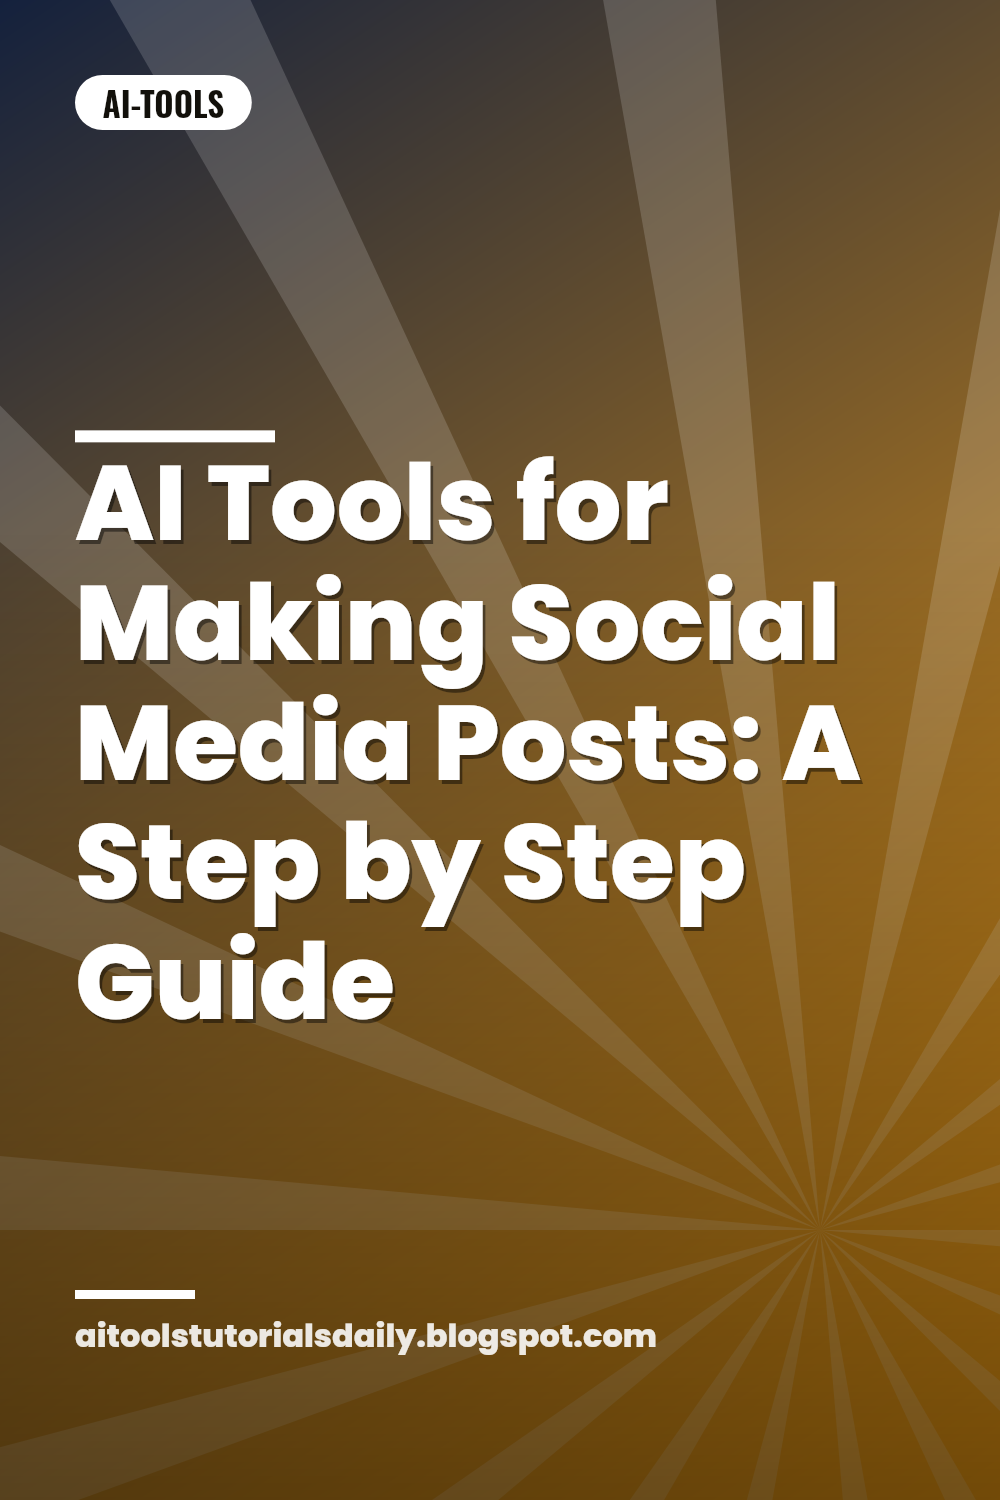 AI-TOOLS
AI Tools for
Making Social
Media Posts: A
Step by Step
Guide
aitoolstutorialsdaily.blogspot.com